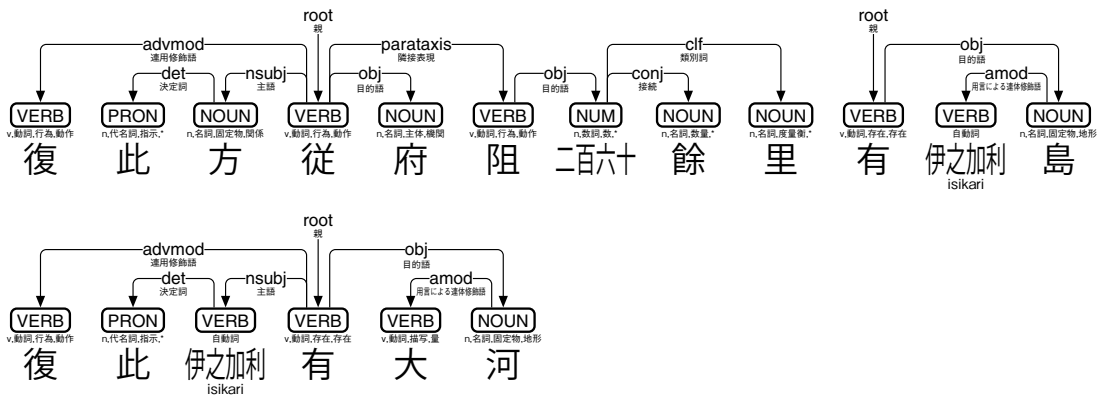 root
親
advmod parataxis clf
連用修飾語 隣接表現 類別詞
det nsubj obj obj conj
決定詞 主語 目的語 目的語 接続
VERB PRON NOUN VERB NOUN VERB NUM NOUN NOUN
v,動詞,行為,動作 n,代名詞,指示,* n,名詞,固定物,関係 v,動詞,行為,動作 n,名詞,主体,機関 v,動詞,行為,動作 n,数詞,数,* n,名詞,数量,* n,名詞,度量衡,*
復 此 方 従 府 阻 二百六十 餘 里
root
親
obj
目的語
amod
用言による連体修飾語
VERB VERB NOUN
v,動詞,存在,存在 自動詞 n,名詞,固定物,地形
有 伊之加利 島
isikari
root
親
advmod obj
連用修飾語 目的語
det nsubj amod
決定詞 主語 用言による連体修飾語
VERB PRON VERB VERB VERB NOUN
v,動詞,行為,動作 n,代名詞,指示,* 自動詞 v,動詞,存在,存在 v,動詞,描写,量 n,名詞,固定物,地形
復 此 伊之加利 有 大 河
isikari